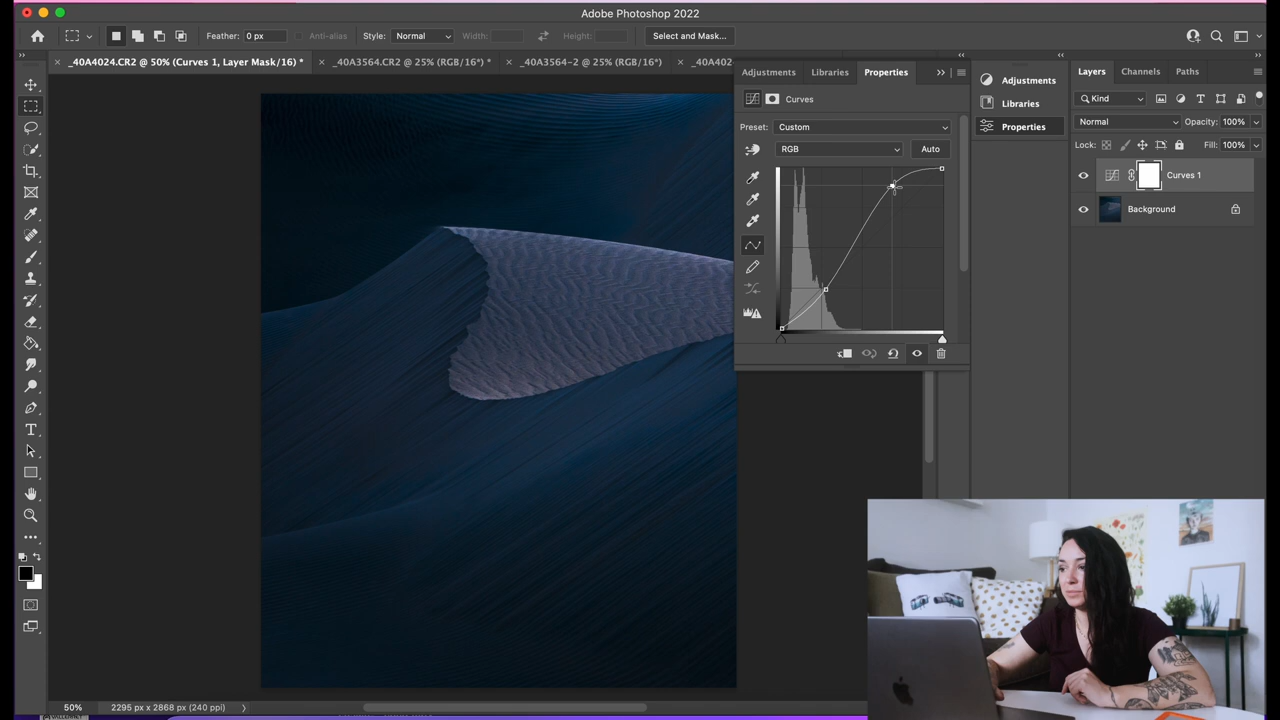 Adobe Photoshop 2022
Feather: 0 px Anti-alias Style: Normal Width: Height: Select and Mask...
_40A4024.CR2 @ 50% (Curves 1, Layer Mask/16) * _40A3564.CR2 @ 25% (RGB/16*) * _40A3564-2 @ 25% (RGB/16*) _40A402
Adjustments Libraries Properties
Curves
Preset: Custom
RGB Auto
Adjustments
Libraries
Properties
Layers Channels Paths
Kind
Normal Opacity: 100%
Lock: Fill: 100%
Curves 1
Background
50% 2295 px x 2868 px (240 ppi)